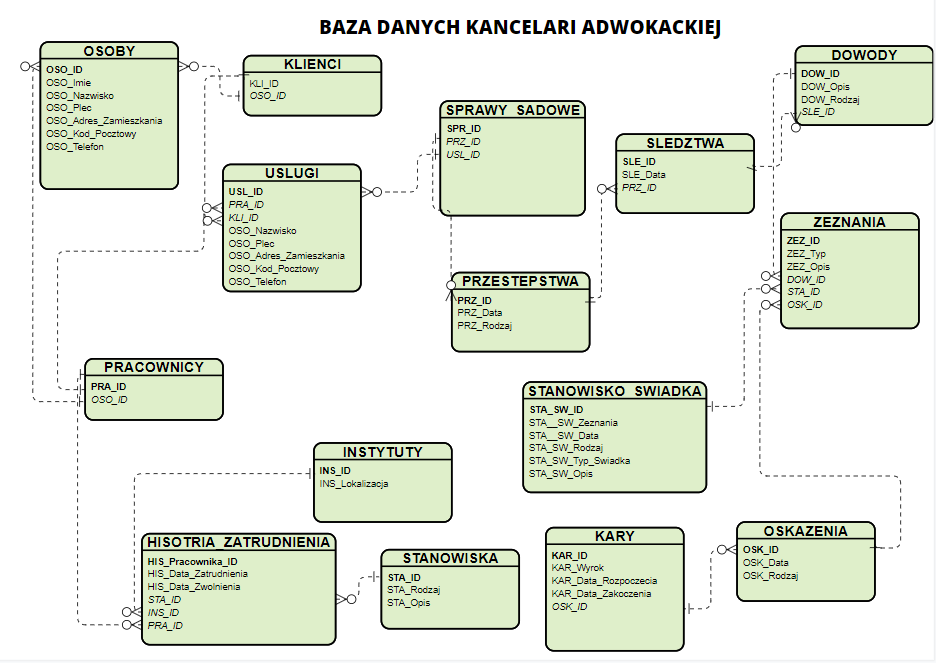 BAZA DANYCH KANCELARI ADWOKACKIEJ
OSOBY
OSO_ID
OSO_Imie
OSO_Nazwisko
OSO_Plec
OSO_Adres_Zamieszkania
OSO_Kod_Pocztowy
OSO_Telefon
KLIENCI
KLI_ID
OSO_ID
USLUGI
USL_ID
PRA_ID
KLI_ID
OSO_Nazwisko
OSO_Plec
OSO_Adres_Zamieszkania
OSO_Kod_Pocztowy
OSO_Telefon
SPRAWY SADOWE
SPR_ID
PRZ_ID
USL_ID
SLEDZTWA
SLE_ID
SLE_Data
PRZ_ID
DOWODY
DOW_ID
DOW_Opis
DOW_Rodzaj
SLE_ID
ZEZNANIA
ZEZ_ID
ZEZ_Typ
ZEZ_Opis
DOW_ID
STA_ID
OSK_ID
PRZESTEPSTWA
PRZ_ID
PRZ_Data
PRZ_Rodzaj
PRACOWNICY
PRA_ID
OSO_ID
STANOWISKO SWIADKA
STA_SW_ID
STA__SW_Zeznania
STA__SW_Data
STA_SW_Rodzaj
STA_SW_Typ_Swiadka
STA_SW_Opis
INSTYTUTY
INS_ID
INS_Lokalizacja
HISOTRIA_ZATRUDNIENIA
HIS_Pracownika_ID
HIS_Data_Zatrudnienia
HIS_Data_Zwolnienia
STA_ID
INS_ID
PRA_ID
STANOWISKA
STA_ID
STA_Rodzaj
STA_Opis
KARY
KAR_ID
KAR_Wyrok
KAR_Data_Rozpoczecia
KAR_Data_Zakoczenia
OSK_ID
OSKAZENIA
OSK_ID
OSK_Data
OSK_Rodzaj